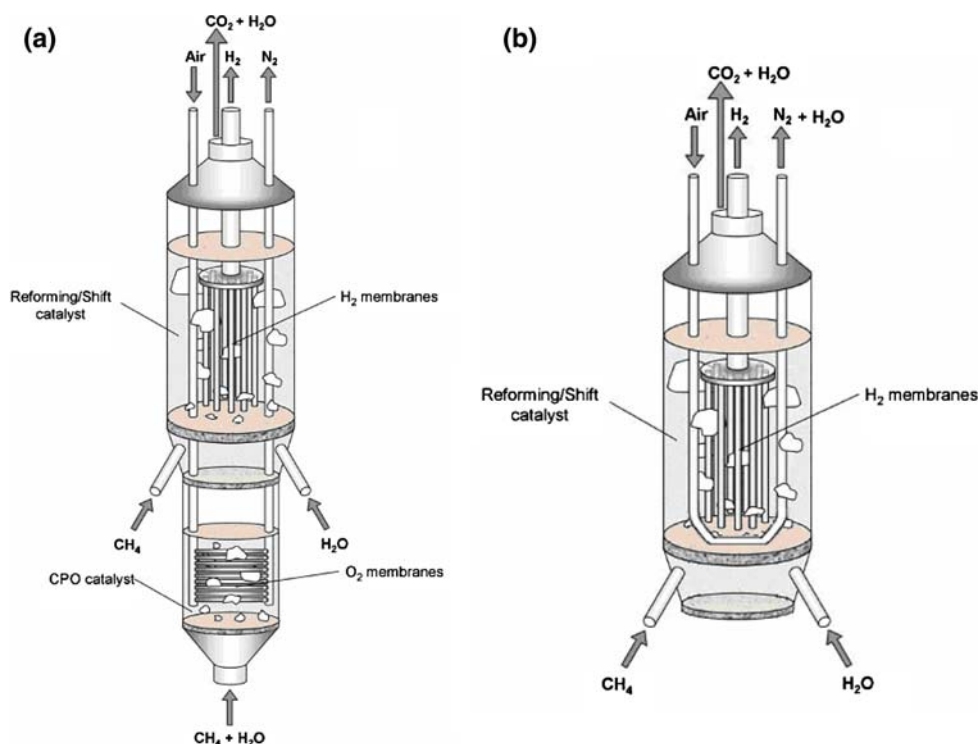 (a)
CO₂ + H₂O
Air
H₂
N₂
Reforming/Shift
catalyst
H₂ membranes
CH₄
H₂O
CPO catalyst
O₂ membranes
CH₄ + H₂O
(b)
CO₂ + H₂O
Air
H₂
N₂ + H₂O
Reforming/Shift
catalyst
H₂ membranes
CH₄
H₂O